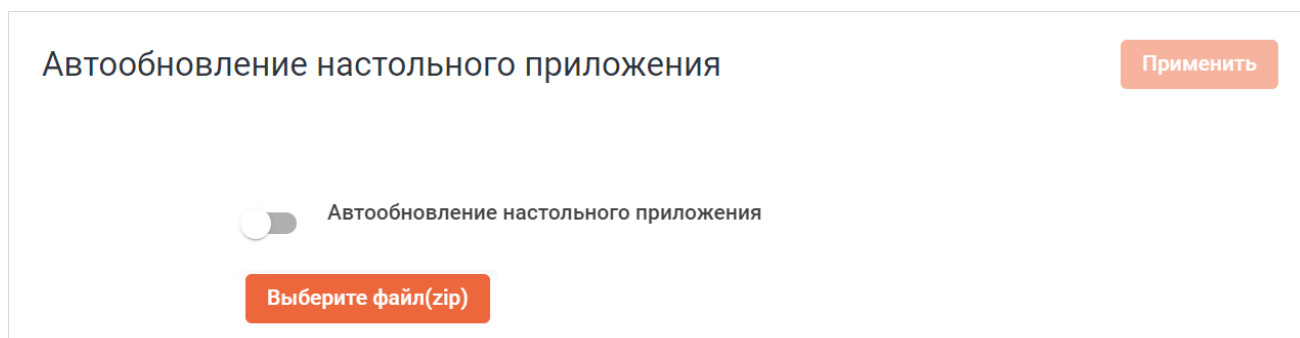 Автообновление настольного приложения
Применить
Автообновление настольного приложения
Выберите файл(zip)